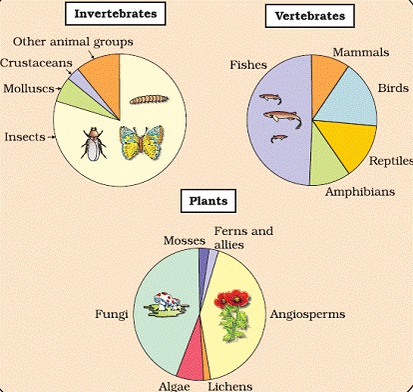 Invertebrates
Other animal groups
Crustaceans
Molluscs
Insects
Vertebrates
Mammals
Fishes
Birds
Reptiles
Amphibians
Plants
Mosses
Ferns and
allies
Fungi
Angiosperms
Algae
Lichens